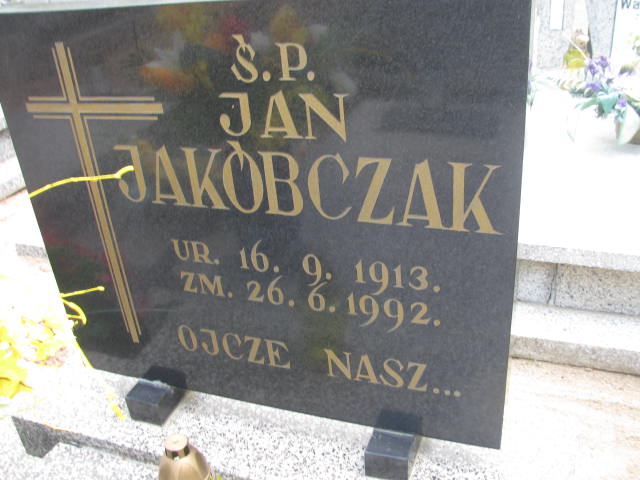 Ś.P.
JAN
JAKÓBCZAK
UR. 16. 9. 1913.
ZM. 26. 6. 1992.
OJCZE NASZ...